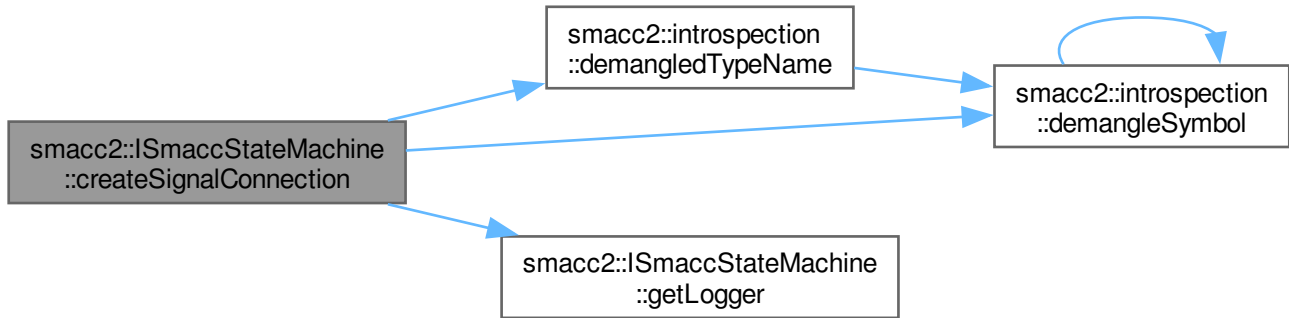 smacc2::introspection
::demangledTypeName
smacc2::introspection
::demangleSymbol
smacc2::ISmaccStateMachine
::createSignalConnection
smacc2::ISmaccStateMachine
::getLogger